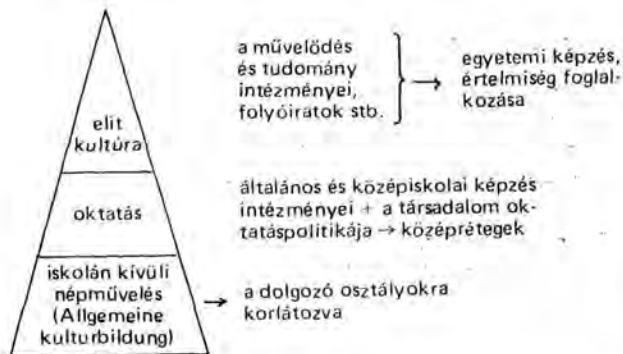 elit
kultúra
a művelődés
és tudomány
intézményei,
folyóiratok stb.
→
egyetemi képzés,
értelmiség foglal-
kozása
oktatás
általános és középiskolai képzés
intézményei + a társadalom ok-
tatáspolitikája → középrétegek
iskolán kívüli
népművelés
(Allgemeine
kulturbildung)
→
a dolgozó osztályokra
korlátozva